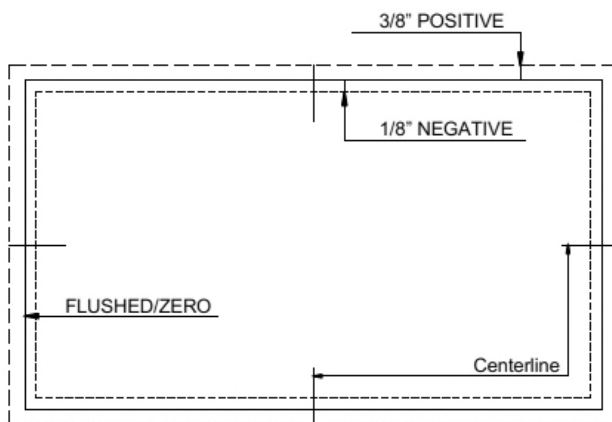 3/8” POSITIVE
1/8” NEGATIVE
FLUSHED/ZERO
Centerline